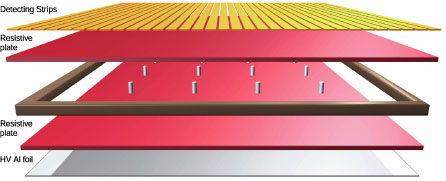 Detecting Strips
Resistive
plate
Resistive
plate
HV Al foil